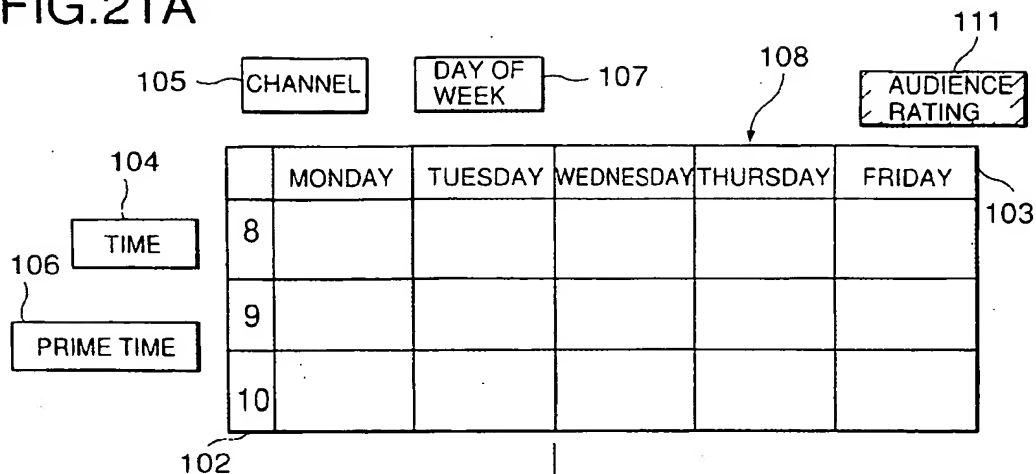 FIG.21A
111
105
CHANNEL
DAY OF
WEEK
107
108
AUDIENCE
RATING
104
MONDAY TUESDAY WEDNESDAY THURSDAY FRIDAY
103
TIME
8
106
9
PRIME TIME
10
102